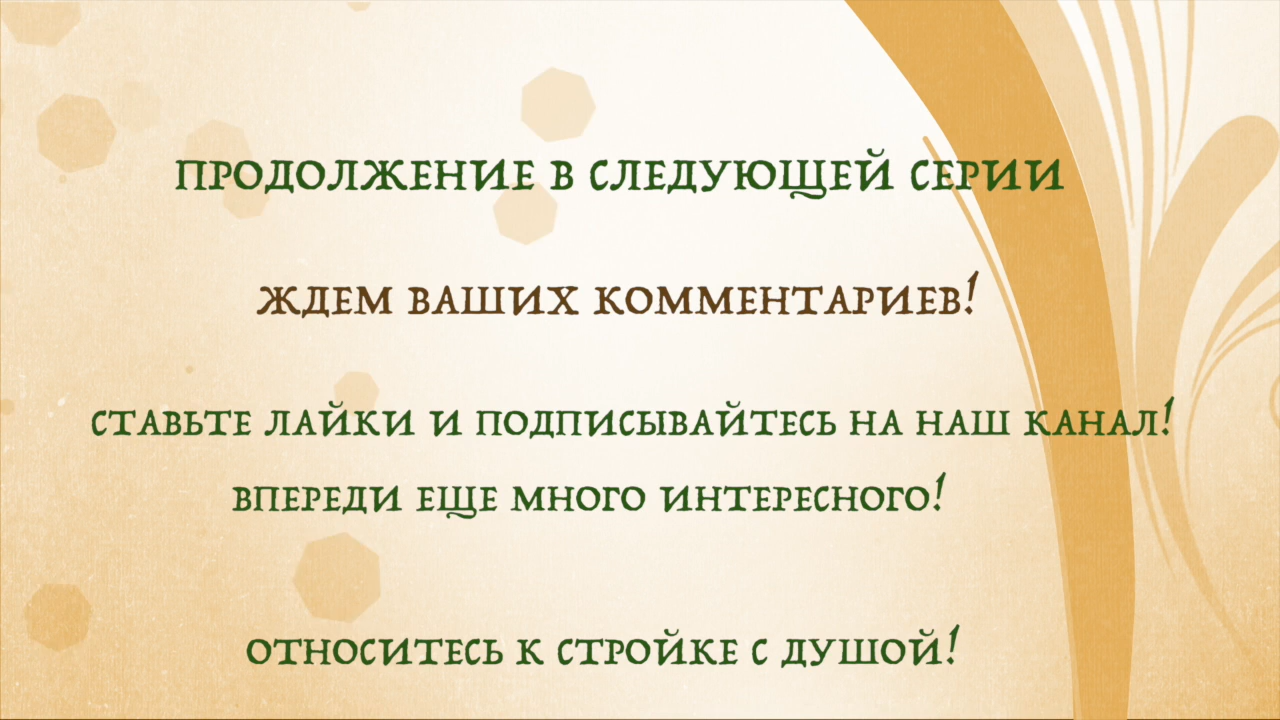 ПРОДОЛЖЕНИЕ В СЛЕДУЮЩЕЙ СЕРИИ
ЖДЕМ ВАШИХ КОММЕНТАРИЕВ!
СТАВЬТЕ ЛАЙКИ И ПОДПИСЫВАЙТЕСЬ НА НАШ КАНАЛ!
ВПЕРЕДИ ЕЩЕ МНОГО ИНТЕРЕСНОГО!
ОТНОСИТЕСЬ К СТРОЙКЕ С ДУШОЙ!